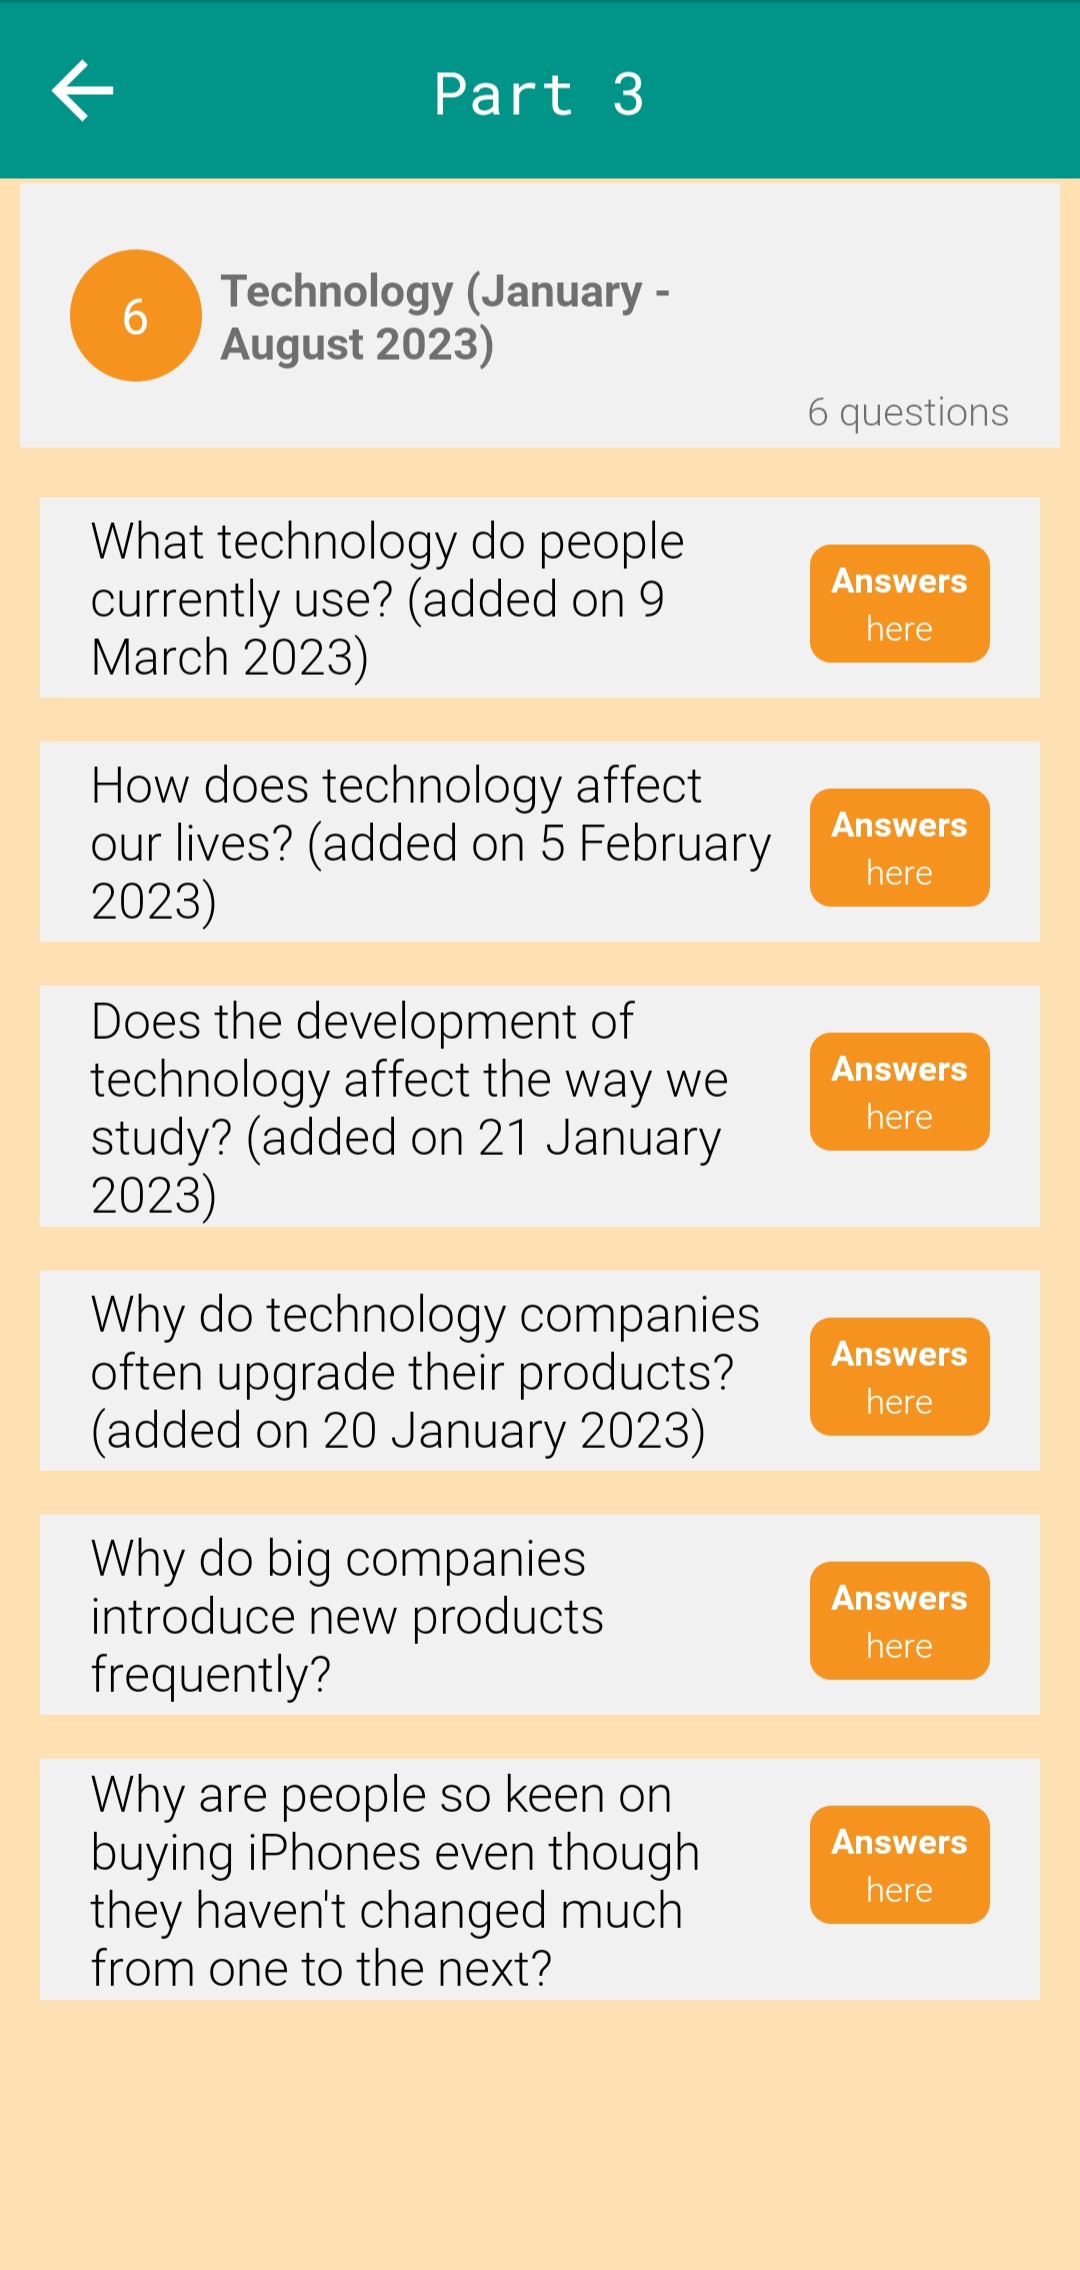 Part 3
6
Technology (January -
August 2023)
6 questions
What technology do people
currently use? (added on 9
March 2023)
Answers
here
How does technology affect
our lives? (added on 5 February
2023)
Answers
here
Does the development of
technology affect the way we
study? (added on 21 January
2023)
Answers
here
Why do technology companies
often upgrade their products?
(added on 20 January 2023)
Answers
here
Why do big companies
introduce new products
frequently?
Answers
here
Why are people so keen on
buying iPhones even though
they haven't changed much
from one to the next?
Answers
here